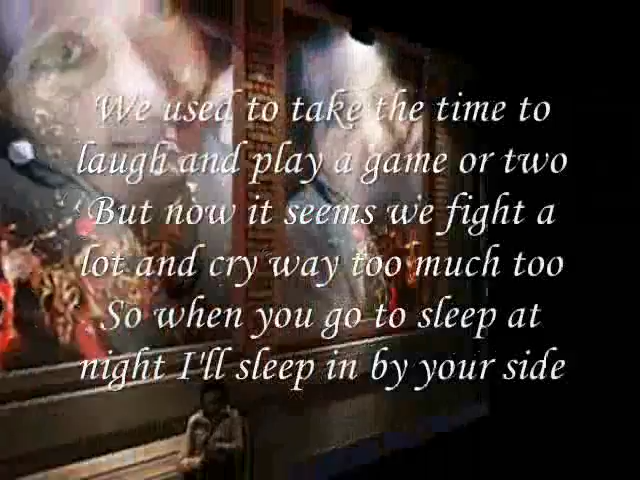 We used to take the time to
laugh and play a game or two
But now it seems we fight a
lot and cry way too much too
So when you go to sleep at
night I'll sleep in by your side